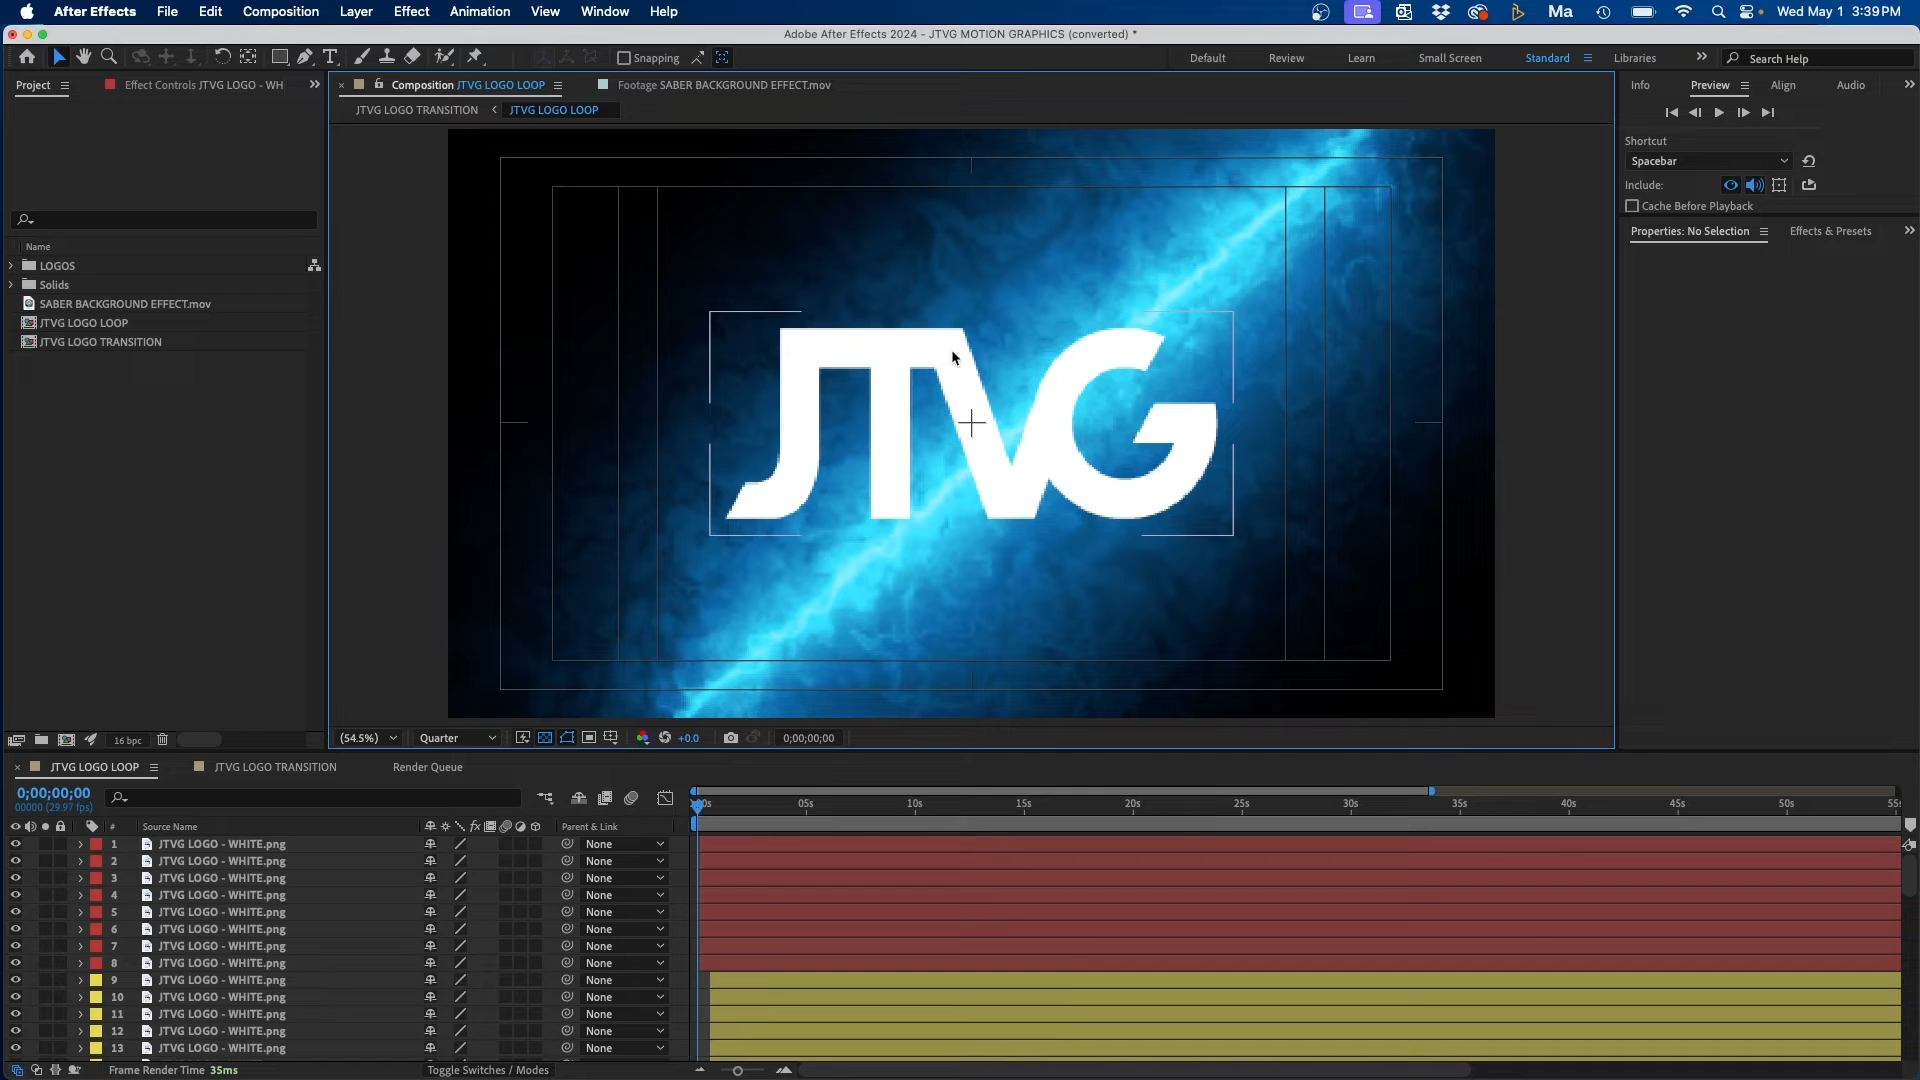 After Effects File Edit Composition Layer Effect Animation View Window Help Ma Wed May 1 3:39 PM
Adobe After Effects 2024 - JTVG MOTION GRAPHICS (converted) *
Snapping Default Review Learn Small Screen Standard Libraries Search Help
Project Effect Controls JTVG LOGO - WH
Composition JTVG LOGO LOOP Footage SABER BACKGROUND EFFECT.mov
Info Preview Align Audio
JTVG LOGO TRANSITION JTVG LOGO LOOP
Shortcut
Spacebar
Include:
Cache Before Playback
Properties: No Selection Effects & Presets
Name
LOGOS
Solids
SABER BACKGROUND EFFECT.mov
JTVG LOGO LOOP
JTVG LOGO TRANSITION
JTVG
16 bpc
(54.5%) Quarter +0.0 0;00;00;00
JTVG LOGO LOOP JTVG LOGO TRANSITION Render Queue
0;00;00;00
00000 (29.97 fps)
05s 10s 15s 20s 25s 30s 35s 40s 45s 50s 55s
# Source Name fx Parent & Link
1 JTVG LOGO - WHITE.png None
2 JTVG LOGO - WHITE.png None
3 JTVG LOGO - WHITE.png None
4 JTVG LOGO - WHITE.png None
5 JTVG LOGO - WHITE.png None
6 JTVG LOGO - WHITE.png None
7 JTVG LOGO - WHITE.png None
8 JTVG LOGO - WHITE.png None
9 JTVG LOGO - WHITE.png None
10 JTVG LOGO - WHITE.png None
11 JTVG LOGO - WHITE.png None
12 JTVG LOGO - WHITE.png None
13 JTVG LOGO - WHITE.png None
Frame Render Time 35ms Toggle Switches / Modes